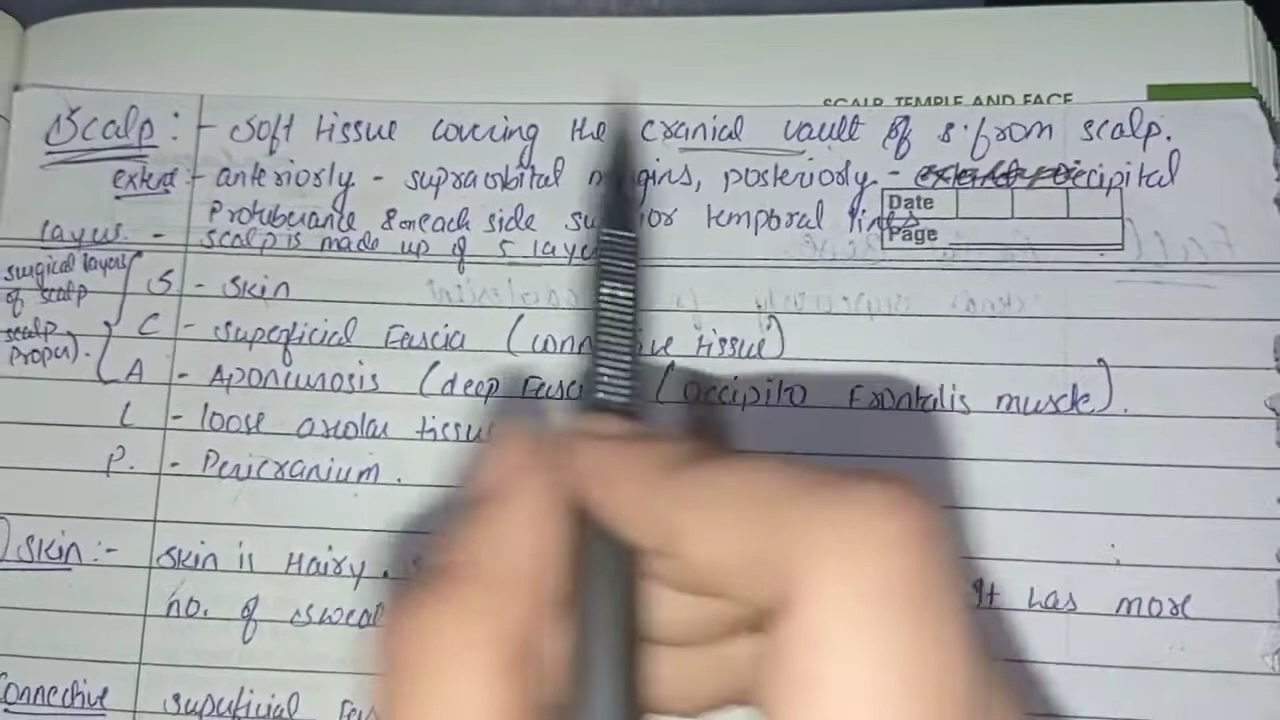 SCALP, TEMPLE AND FACE
Scalp: - soft tissue covering the cranial vault of s. from scalp.
extent :- anteriorly - supraorbital margins, posteriorly - occipital
Date
Protuberance & on each side superior temporal lines
Page
layers - scalp is made up of 5 layers
surgical layers of scalp
scalp proper).
S - skin
C - superficial Fascia (connective tissue)
A - Aponeurosis (deep Fascia) (occipito Frontalis muscle).
L - loose areolar tissue
P. - Pericranium.
skin :- skin is Hairy.
It has more
no. of sweat
Connective superficial